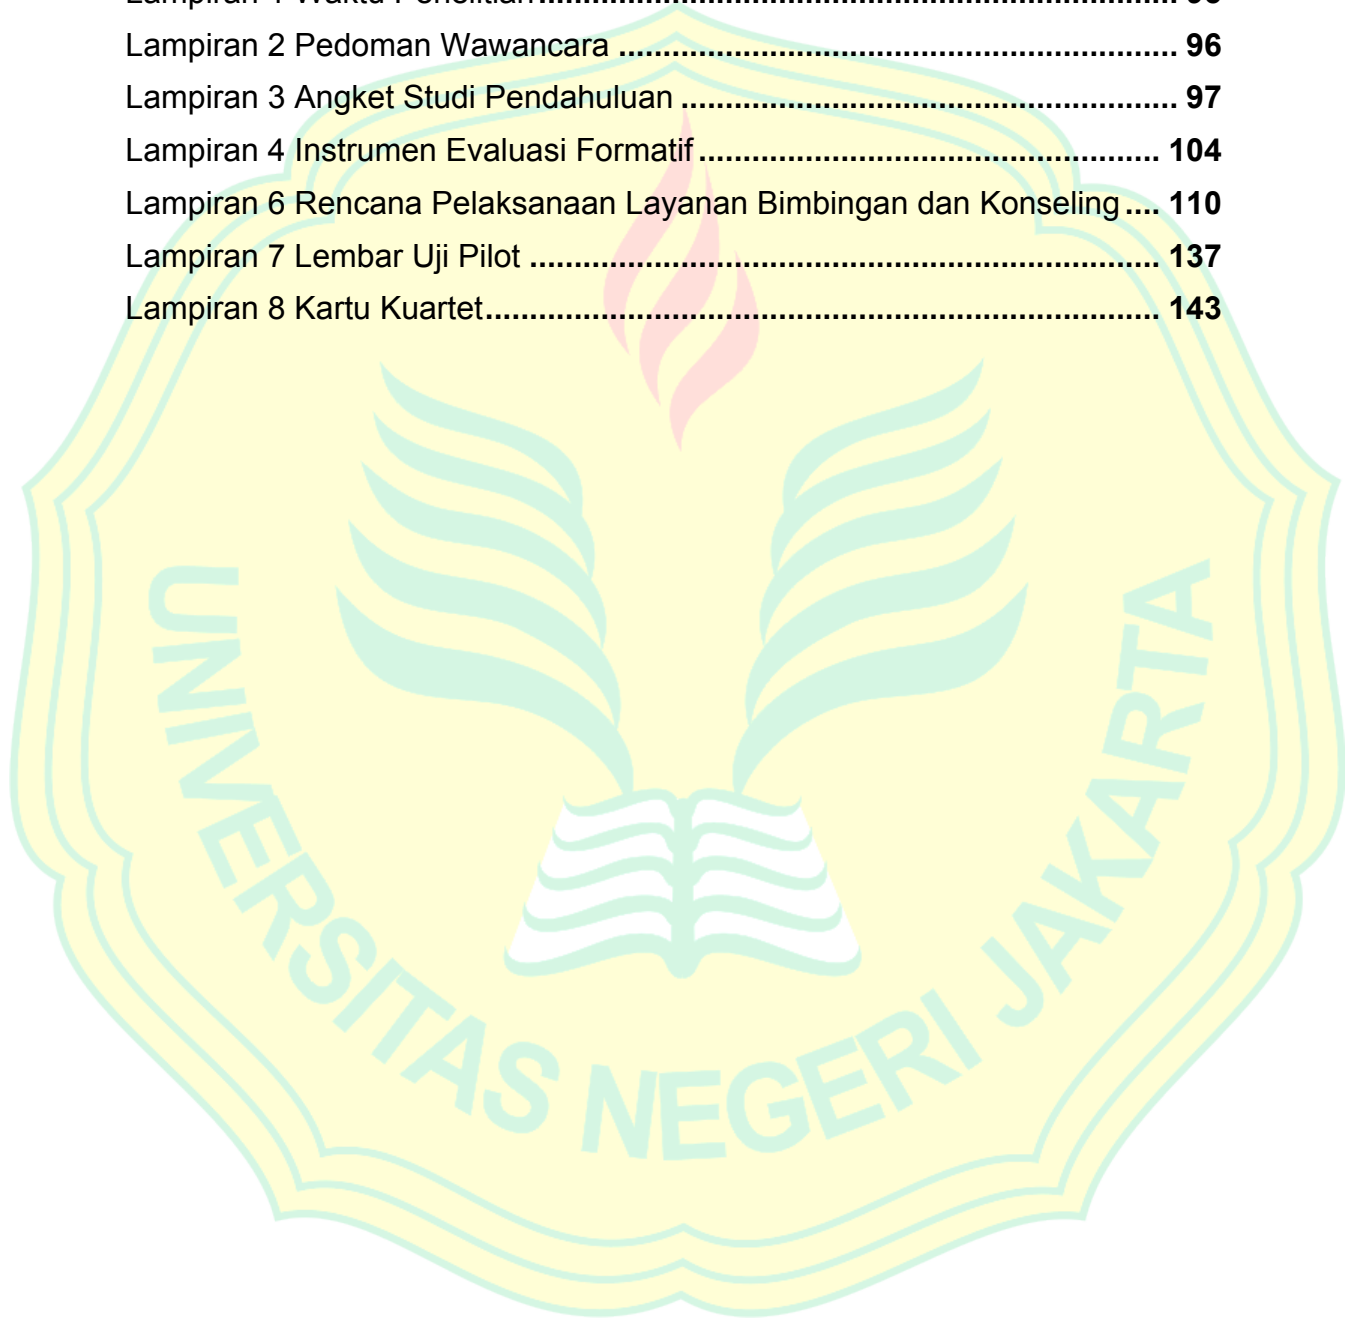 Lampiran 2 Pedoman Wawancara ................................................................ 96
Lampiran 3 Angket Studi Pendahuluan ......................................................... 97
Lampiran 4 Instrumen Evaluasi Formatif ..................................................... 104
Lampiran 6 Rencana Pelaksanaan Layanan Bimbingan dan Konseling .... 110
Lampiran 7 Lembar Uji Pilot ........................................................................ 137
Lampiran 8 Kartu Kuartet ............................................................................. 143
UNIVERSITAS NEGERI JAKARTA